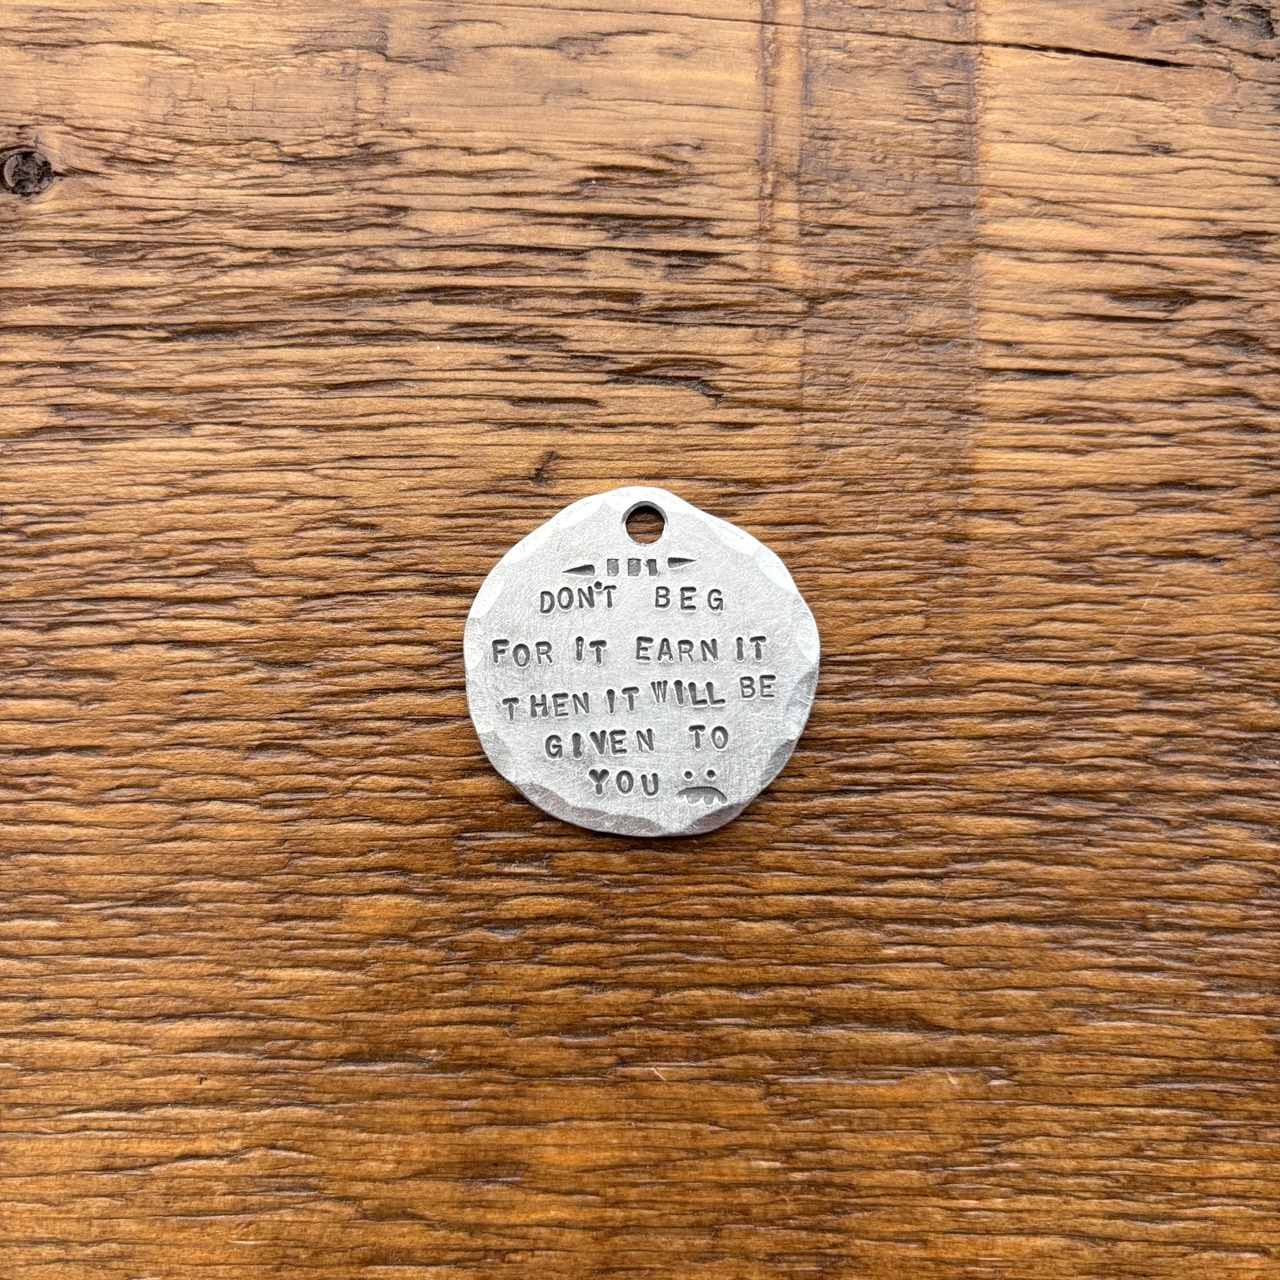 DON'T BEG
FOR IT EARN IT
THEN IT WILL BE
GIVEN TO
YOU